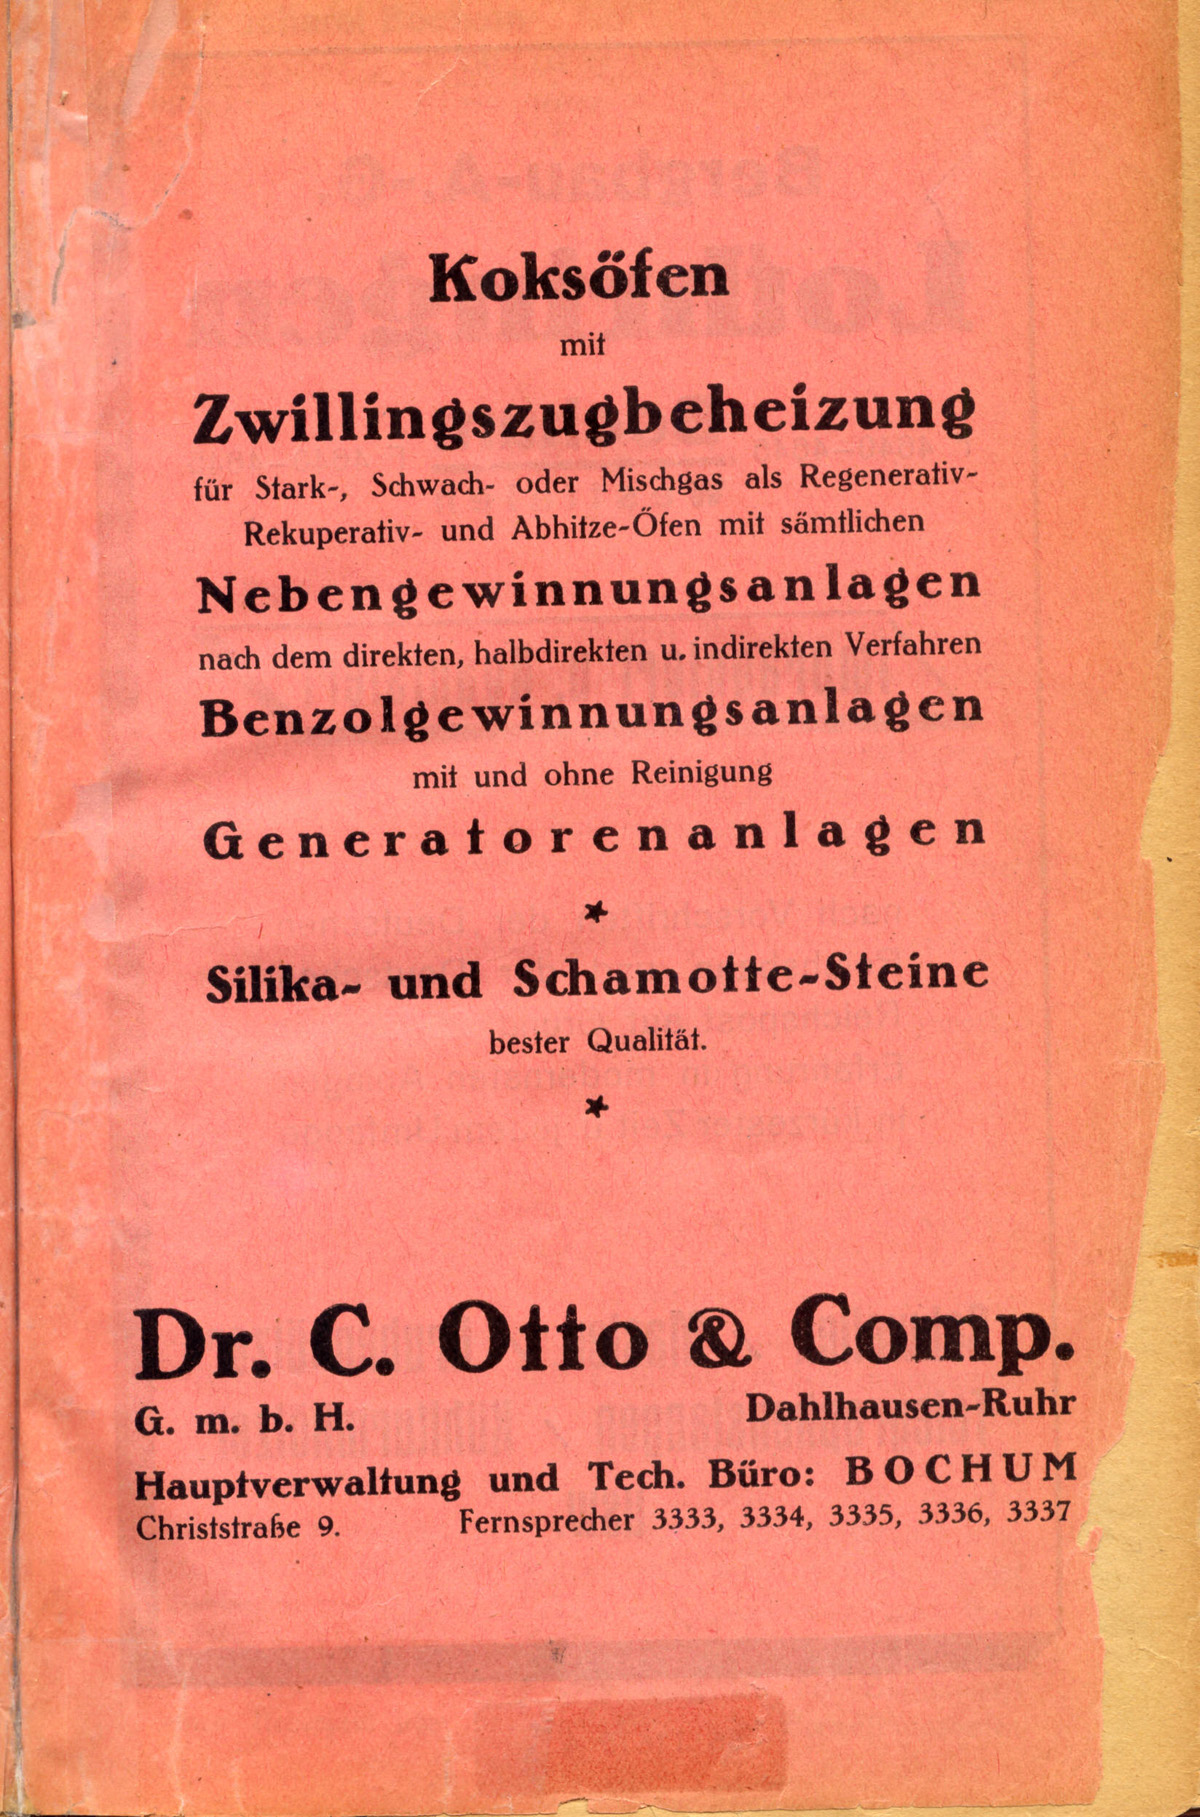 Koksöfen
mit
Zwillingszugbeheizung
für Stark-, Schwach- oder Mischgas als Regenerativ-
Rekuperativ- und Abhitze-Öfen mit sämtlichen
Nebengewinnungsanlagen
nach dem direkten, halbdirekten u. indirekten Verfahren
Benzolgewinnungsanlagen
mit und ohne Reinigung
Generatorenanlagen
Silika- und Schamotte-Steine
bester Qualität.
Dr. C. Otto & Comp.
G. m. b. H. Dahlhausen-Ruhr
Hauptverwaltung und Tech. Büro: BOCHUM
Christstraße 9. Fernsprecher 3333, 3334, 3335, 3336, 3337